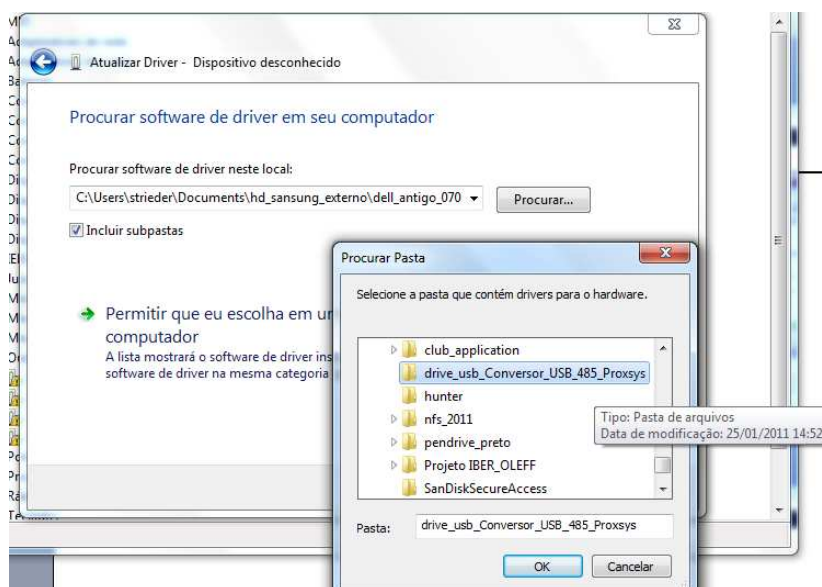 Atualizar Driver - Dispositivo desconhecido
Procurar software de driver em seu computador
Procurar software de driver neste local:
C:\Users\strieder\Documents\hd_sansung_externo\dell_antigo_070
Procurar...
Incluir subpastas
Permitir que eu escolha em
computador
A lista mostrará o software de driver
software de driver na mesma categoria
Procurar Pasta
Selecione a pasta que contém drivers para o hardware.
club_application
drive_usb_Conversor_USB_485_Proxsys
hunter
nfs_2011
pendrive_preto
Projeto IBER_OLEFF
SanDiskSecureAccess
Tipo: Pasta de arquivos
Data de modificação: 25/01/2011 14:52
Pasta: drive_usb_Conversor_USB_485_Proxsys
OK Cancelar